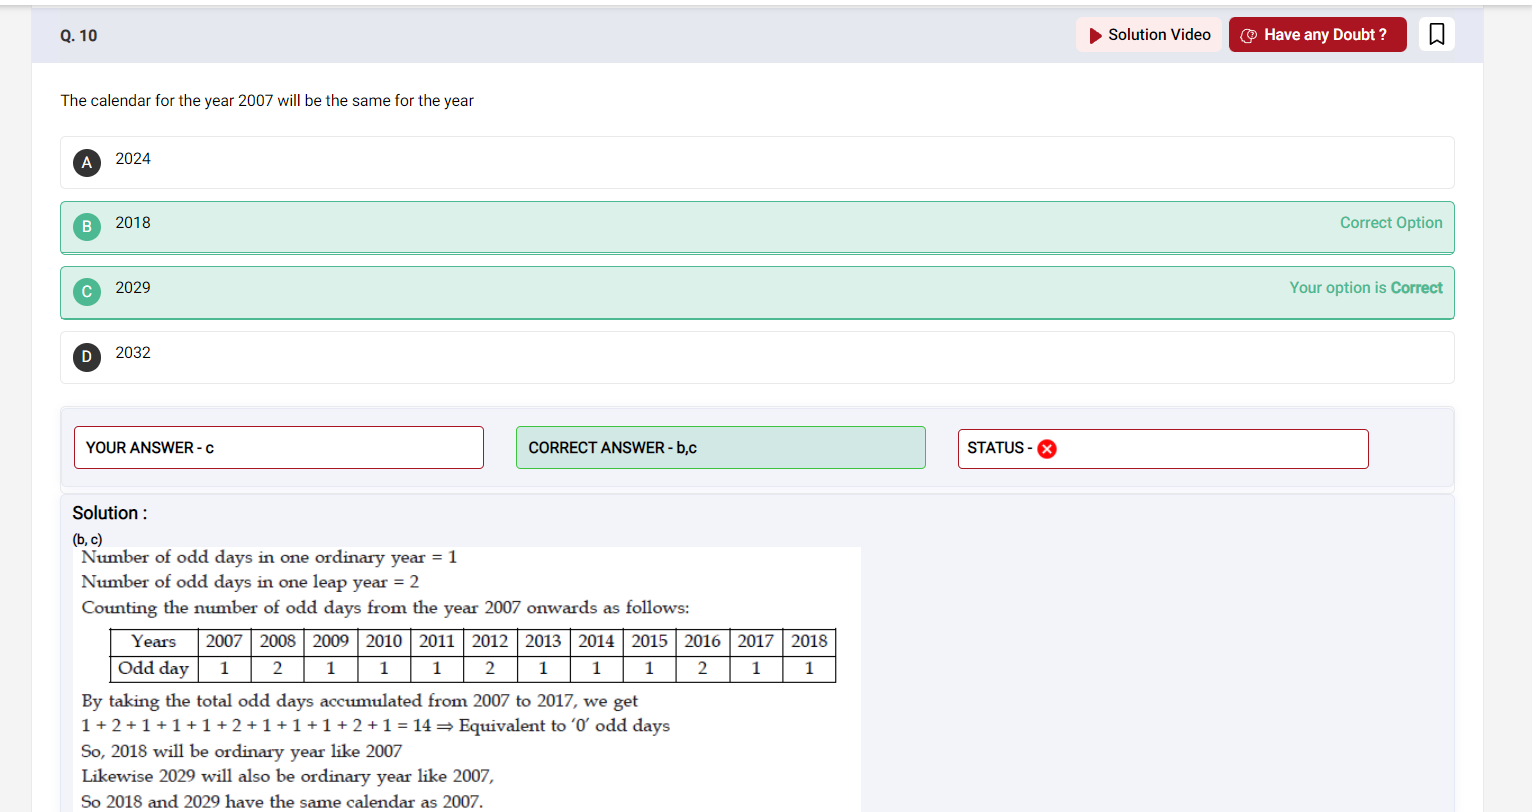 Q. 10
Solution Video
Have any Doubt ?
The calendar for the year 2007 will be the same for the year
A 2024
B 2018 Correct Option
C 2029 Your option is Correct
D 2032
YOUR ANSWER - c CORRECT ANSWER - b,c STATUS -
Solution :
(b, c)
Number of odd days in one ordinary year = 1
Number of odd days in one leap year = 2
Counting the number of odd days from the year 2007 onwards as follows:
Years 2007 2008 2009 2010 2011 2012 2013 2014 2015 2016 2017 2018
Odd day 1 2 1 1 1 2 1 1 1 2 1 1
By taking the total odd days accumulated from 2007 to 2017, we get
1 + 2 + 1 + 1 + 1 + 2 + 1 + 1 + 1 + 2 + 1 = 14 ⇒ Equivalent to ‘0’ odd days
So, 2018 will be ordinary year like 2007
Likewise 2029 will also be ordinary year like 2007,
So 2018 and 2029 have the same calendar as 2007.